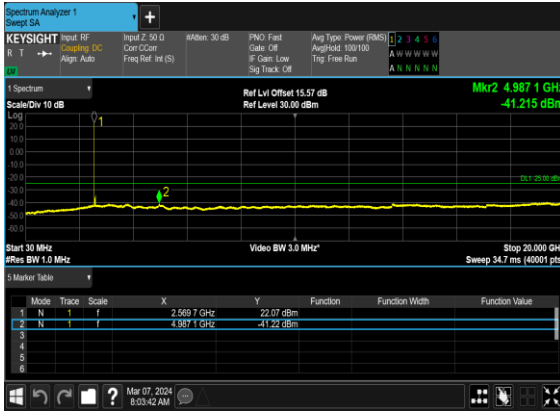 Spectrum Analyzer 1
Swept SA
+
KEYSIGHT Input: RF Input Z: 50 Ω #Atten: 30 dB PNO: Fast Avg Type: Power (RMS) 1 2 3 4 5 6
R T Coupling: DC Corr CCorr Gate: Off Avg|Hold: 100/100 A W W W W W
Align: Auto Freq Ref: Int (S) IF Gain: Low Trig: Free Run
Sig Track: Off A N N N N N
1 Spectrum Ref Lvl Offset 15.57 dB Mkr2 4.987 1 GHz
Scale/Div 10 dB Ref Level 30.00 dBm -41.215 dBm
Log
20.0
10.0
0.00
-10.0
-20.0
DL1 -25.00 dBm
-30.0
-40.0
-50.0
-60.0
1
2
Start 30 MHz Video BW 3.0 MHz* Stop 20.000 GHz
#Res BW 1.0 MHz Sweep 34.7 ms (40001 pts)
5 Marker Table
Mode Trace Scale X Y Function Function Width Function Value
1 N 1 f 2.569 7 GHz 22.07 dBm
2 N 1 f 4.987 1 GHz -41.22 dBm
3
4
5
6
? Mar 07, 2024
8:03:42 AM